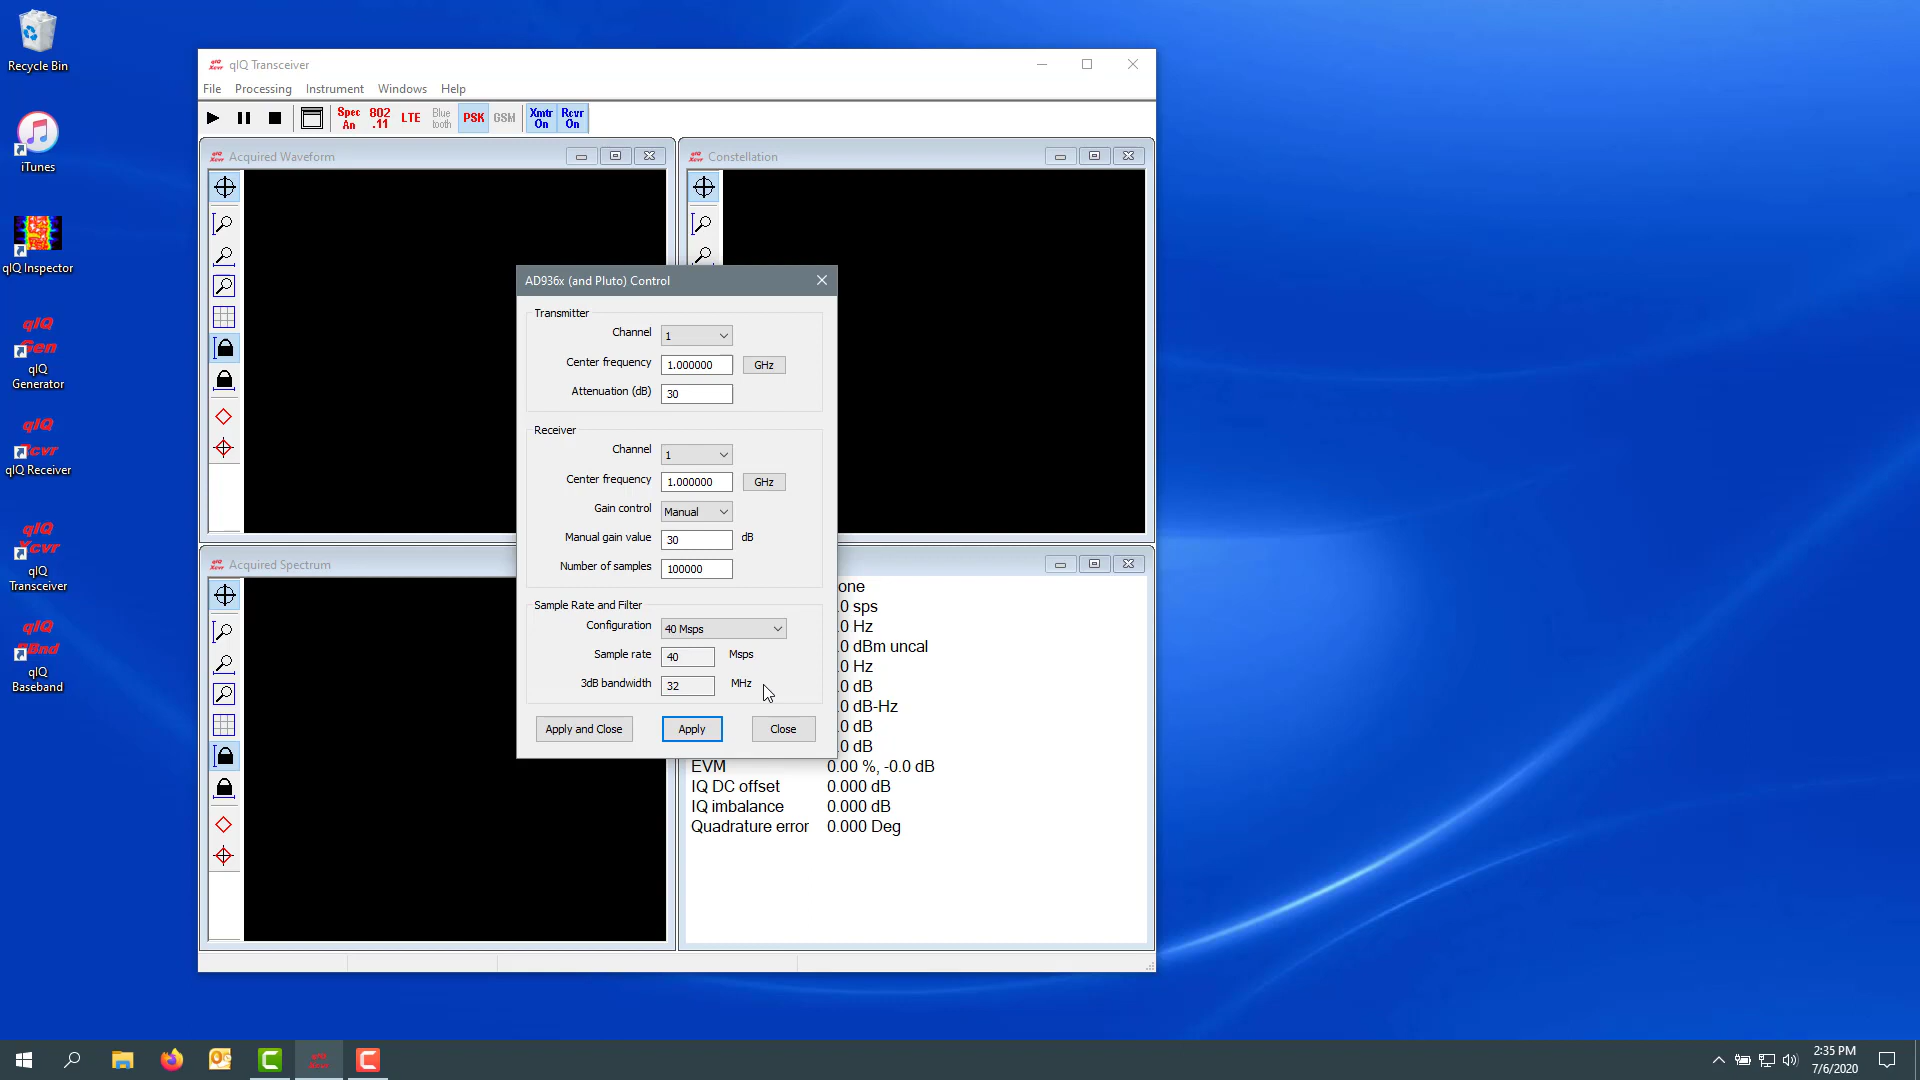 Recycle Bin
iTunes
qIQ Inspector
qIQ
Gen
qIQ
Generator
qIQ
Rcvr
qIQ Receiver
qIQ
Xcvr
qIQ
Transceiver
qIQ
BBnd
qIQ
Baseband
qIQ Transceiver
File Processing Instrument Windows Help
Spec An 802 .11 LTE Blue tooth PSK GSM Xmtr On Rcvr On
Acquired Waveform
Constellation
AD936x (and Pluto) Control
Transmitter
Channel 1
Center frequency 1.000000 GHz
Attenuation (dB) 30
Receiver
Channel 1
Center frequency 1.000000 GHz
Gain control Manual
Manual gain value 30 dB
Number of samples 100000
Sample Rate and Filter
Configuration 40 Msps
Sample rate 40 Msps
3dB bandwidth 32 MHz
Apply and Close Apply Close
Acquired Spectrum
one
.0 sps
.0 Hz
.0 dBm uncal
.0 Hz
.0 dB
.0 dB-Hz
.0 dB
.0 dB
EVM 0.00 %, -0.0 dB
IQ DC offset 0.000 dB
IQ imbalance 0.000 dB
Quadrature error 0.000 Deg
qIQ
Xcvr
2:35 PM
7/6/2020